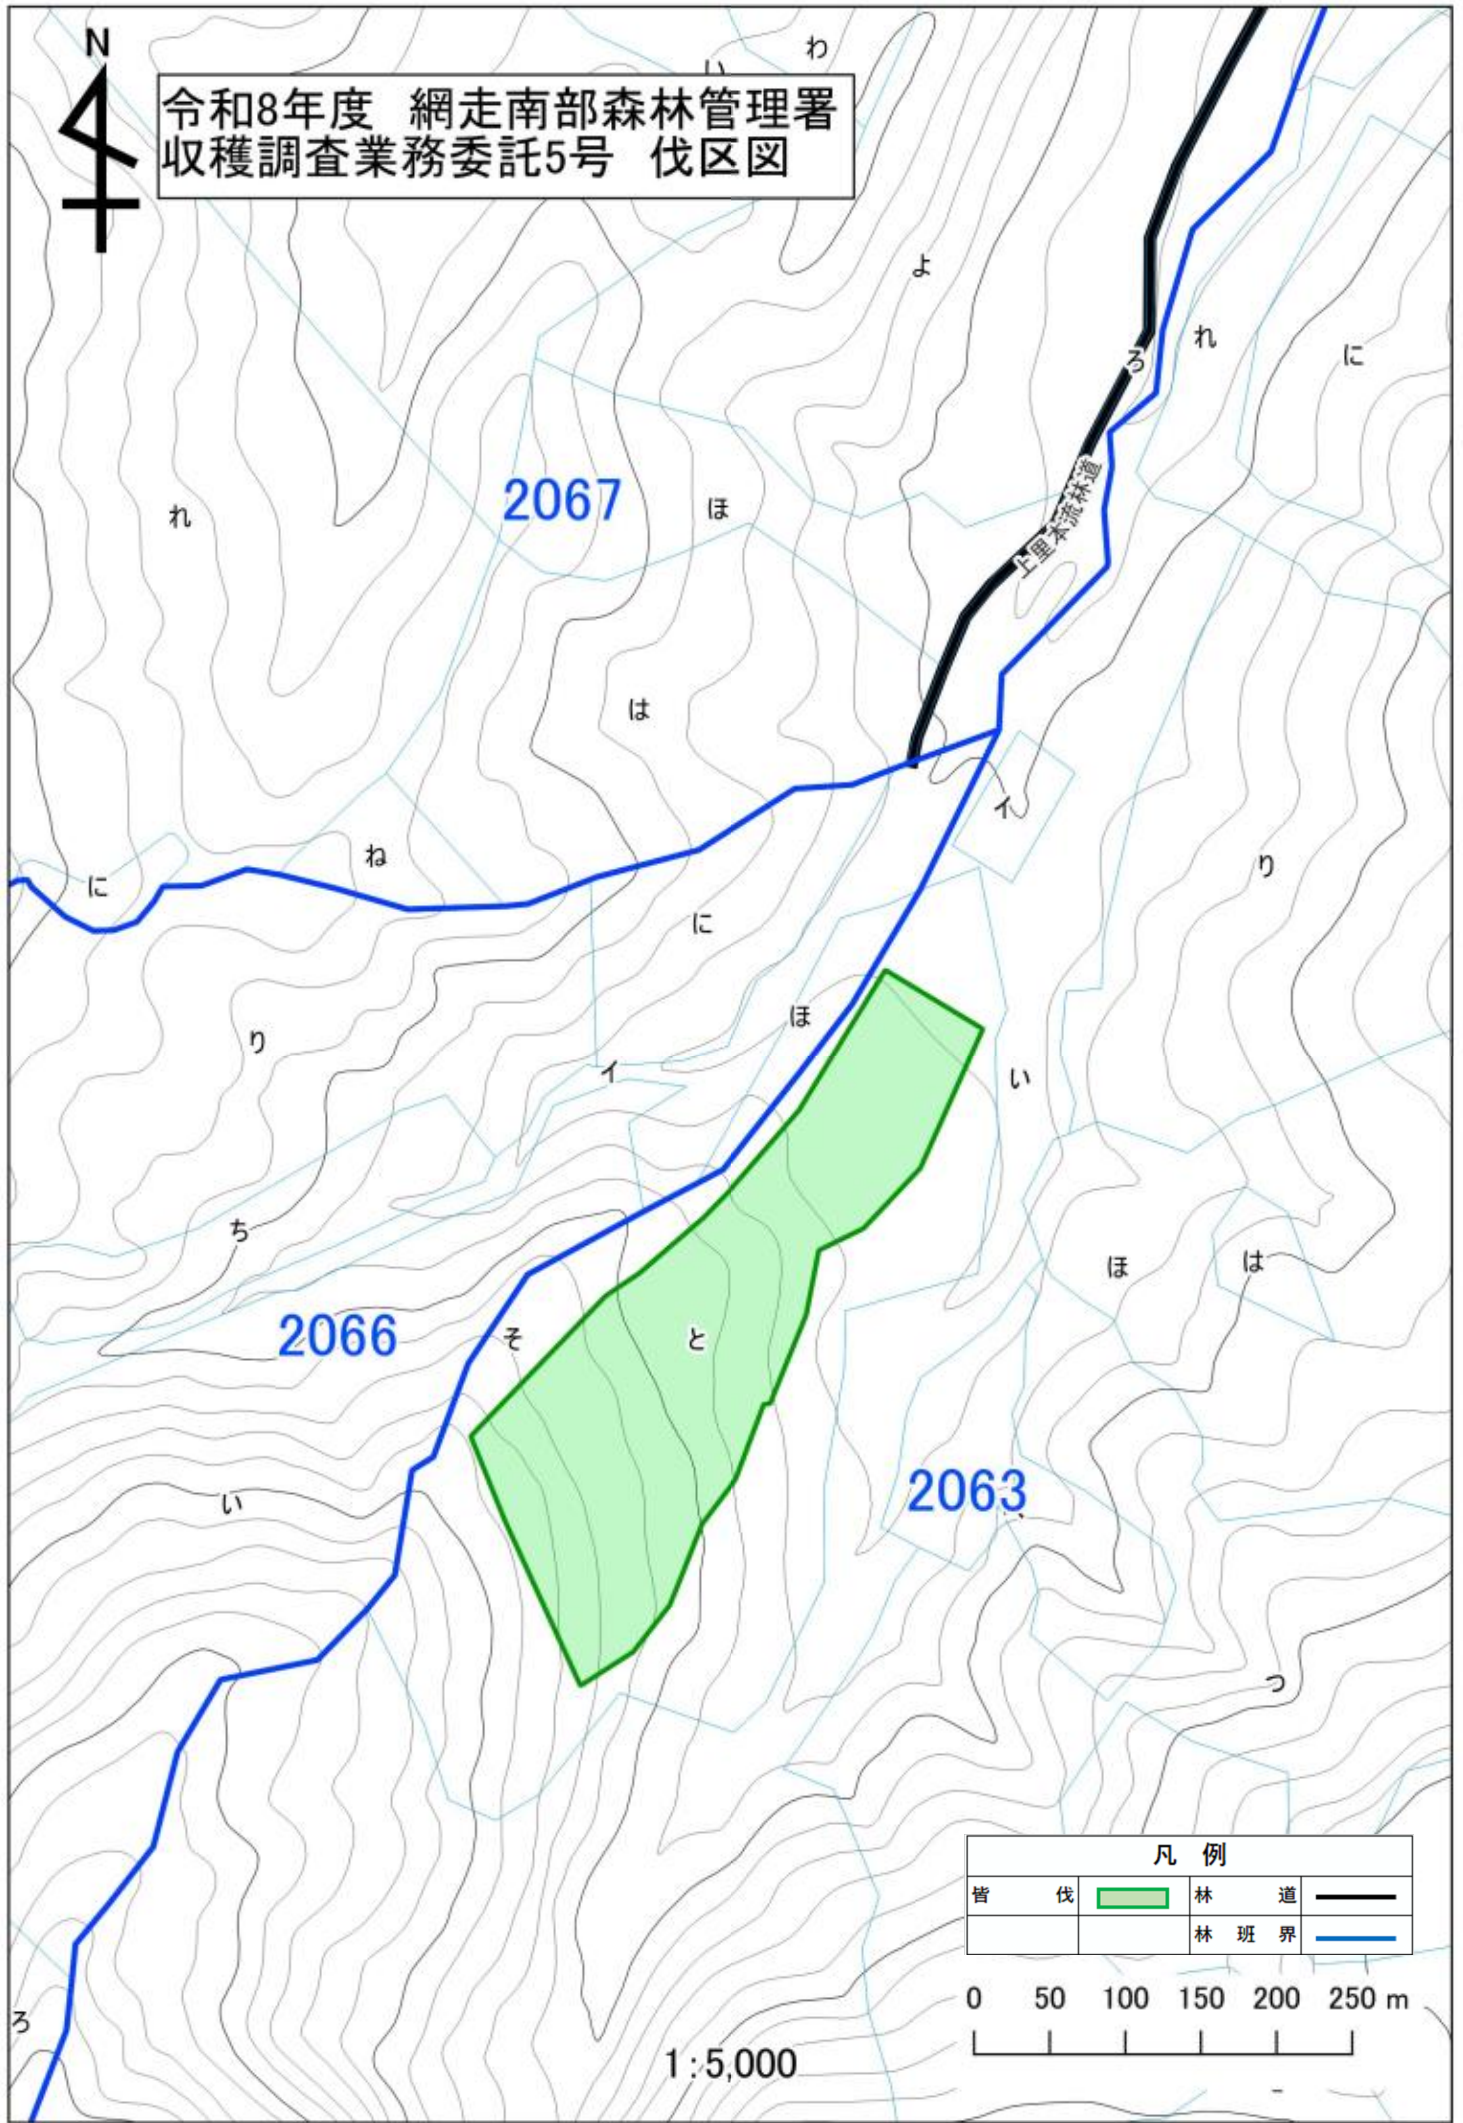 N
わ
い
令和8年度 網走南部森林管理署
収穫調査業務委託5号 伐区図
よ
れ
ろ
に
2067
ほ
れ
上里本流林道
は
イ
ね
に
り
に
ほ
り
イ
い
ち
ほ
は
2066
そ
と
2063
い
つ
凡 例
皆 伐
林 道
林 班 界
0 50 100 150 200 250 m
ろ
1:5,000